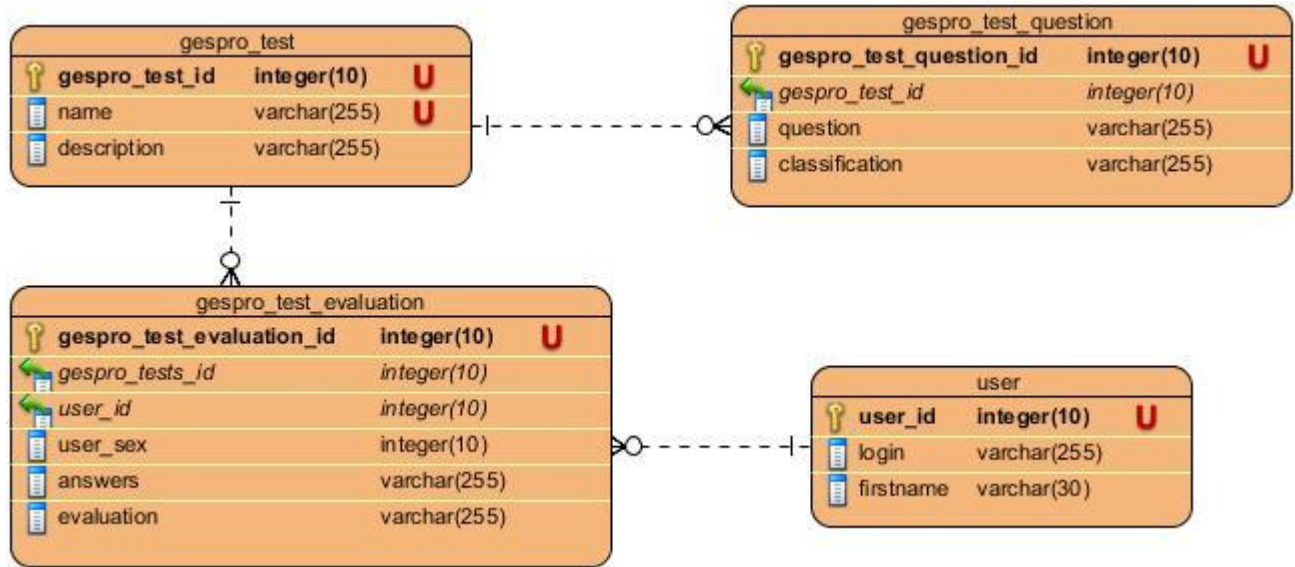 gespro_test
gespro_test_id integer(10) U
name varchar(255) U
description varchar(255)
gespro_test_question
gespro_test_question_id integer(10) U
gespro_test_id integer(10)
question varchar(255)
classification varchar(255)
gespro_test_evaluation
gespro_test_evaluation_id integer(10) U
gespro_tests_id integer(10)
user_id integer(10)
user_sex integer(10)
answers varchar(255)
evaluation varchar(255)
user
user_id integer(10) U
login varchar(255)
firstname varchar(30)